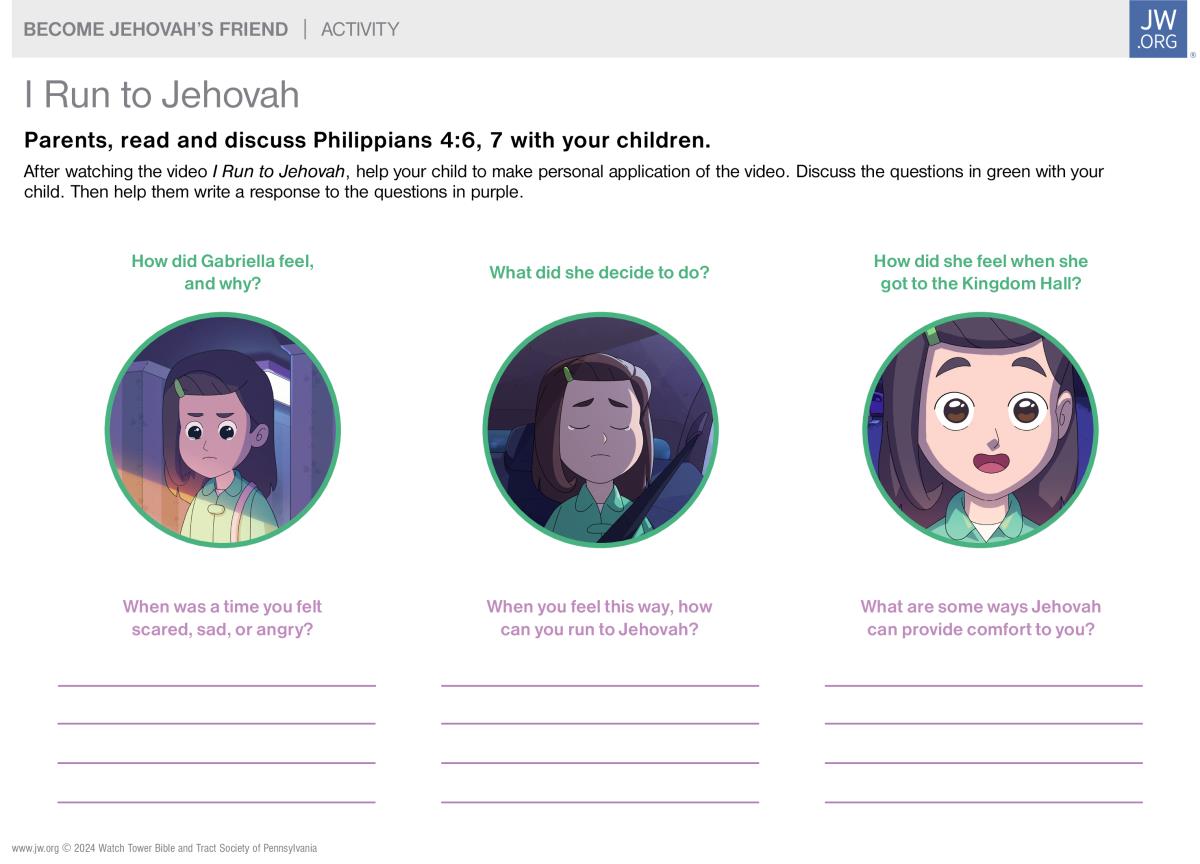 BECOME JEHOVAH'S FRIEND | ACTIVITY
JW
.ORG
®
I Run to Jehovah
Parents, read and discuss Philippians 4:6, 7 with your children.
After watching the video I Run to Jehovah, help your child to make personal application of the video. Discuss the questions in green with your
child. Then help them write a response to the questions in purple.
How did Gabriella feel,
and why?
What did she decide to do?
How did she feel when she
got to the Kingdom Hall?
When was a time you felt
scared, sad, or angry?
When you feel this way, how
can you run to Jehovah?
What are some ways Jehovah
can provide comfort to you?
www.jw.org © 2024 Watch Tower Bible and Tract Society of Pennsylvania